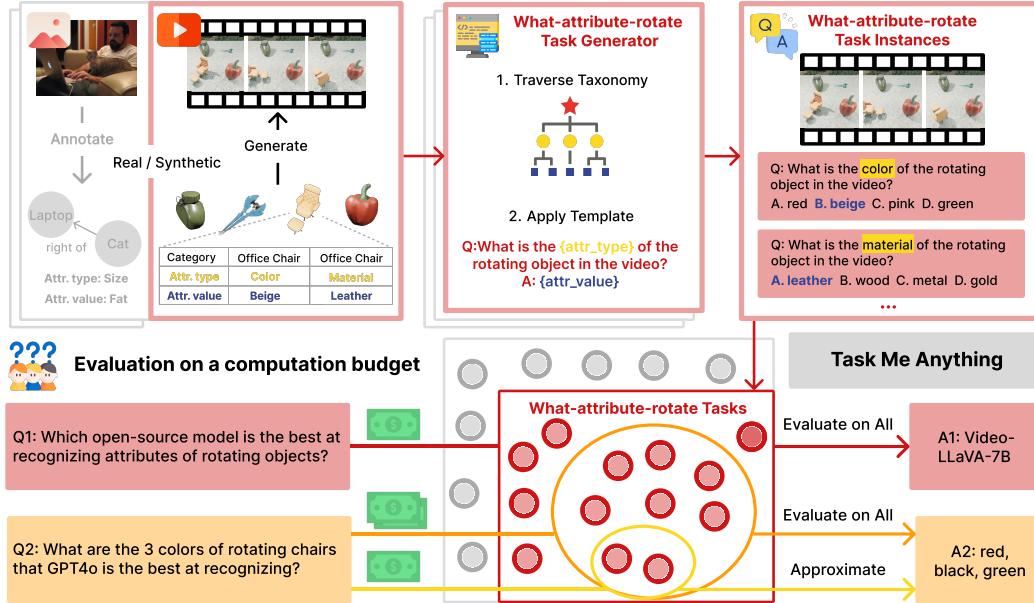 Annotate
Real / Synthetic
Laptop
right of
Cat
Attr. type: Size
Attr. value: Fat
Generate
Category Office Chair Office Chair
Attr. type Color Material
Attr. value Beige Leather
What-attribute-rotate
Task Generator
1. Traverse Taxonomy
2. Apply Template
Q:What is the {attr_type} of the
rotating object in the video?
A: {attr_value}
Q
A
What-attribute-rotate
Task Instances
Q: What is the color of the rotating
object in the video?
A. red B. beige C. pink D. green
Q: What is the material of the rotating
object in the video?
A. leather B. wood C. metal D. gold
...
???
Evaluation on a computation budget
Task Me Anything
What-attribute-rotate Tasks
Q1: Which open-source model is the best at
recognizing attributes of rotating objects?
$
Evaluate on All
A1: Video-
LLaVA-7B
Q2: What are the 3 colors of rotating chairs
that GPT4o is the best at recognizing?
$
$
Evaluate on All
Approximate
A2: red,
black, green